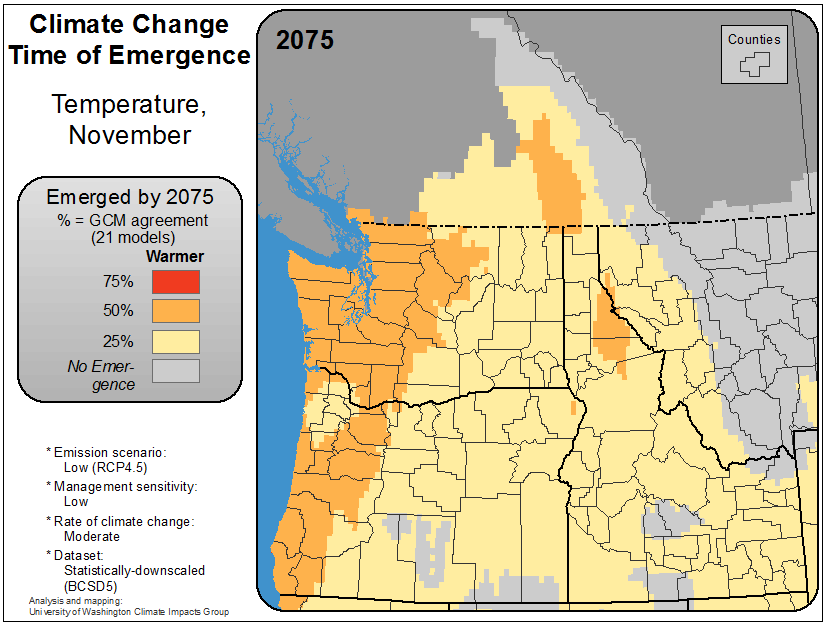 Climate Change
Time of Emergence
Temperature,
November
Emerged by 2075
% = GCM agreement
(21 models)
Warmer
75%
50%
25%
No Emer-
gence
* Emission scenario:
Low (RCP4.5)
* Management sensitivity:
Low
* Rate of climate change:
Moderate
* Dataset:
Statistically-downscaled
(BCSD5)
Analysis and mapping:
University of Washington Climate Impacts Group
2075
Counties